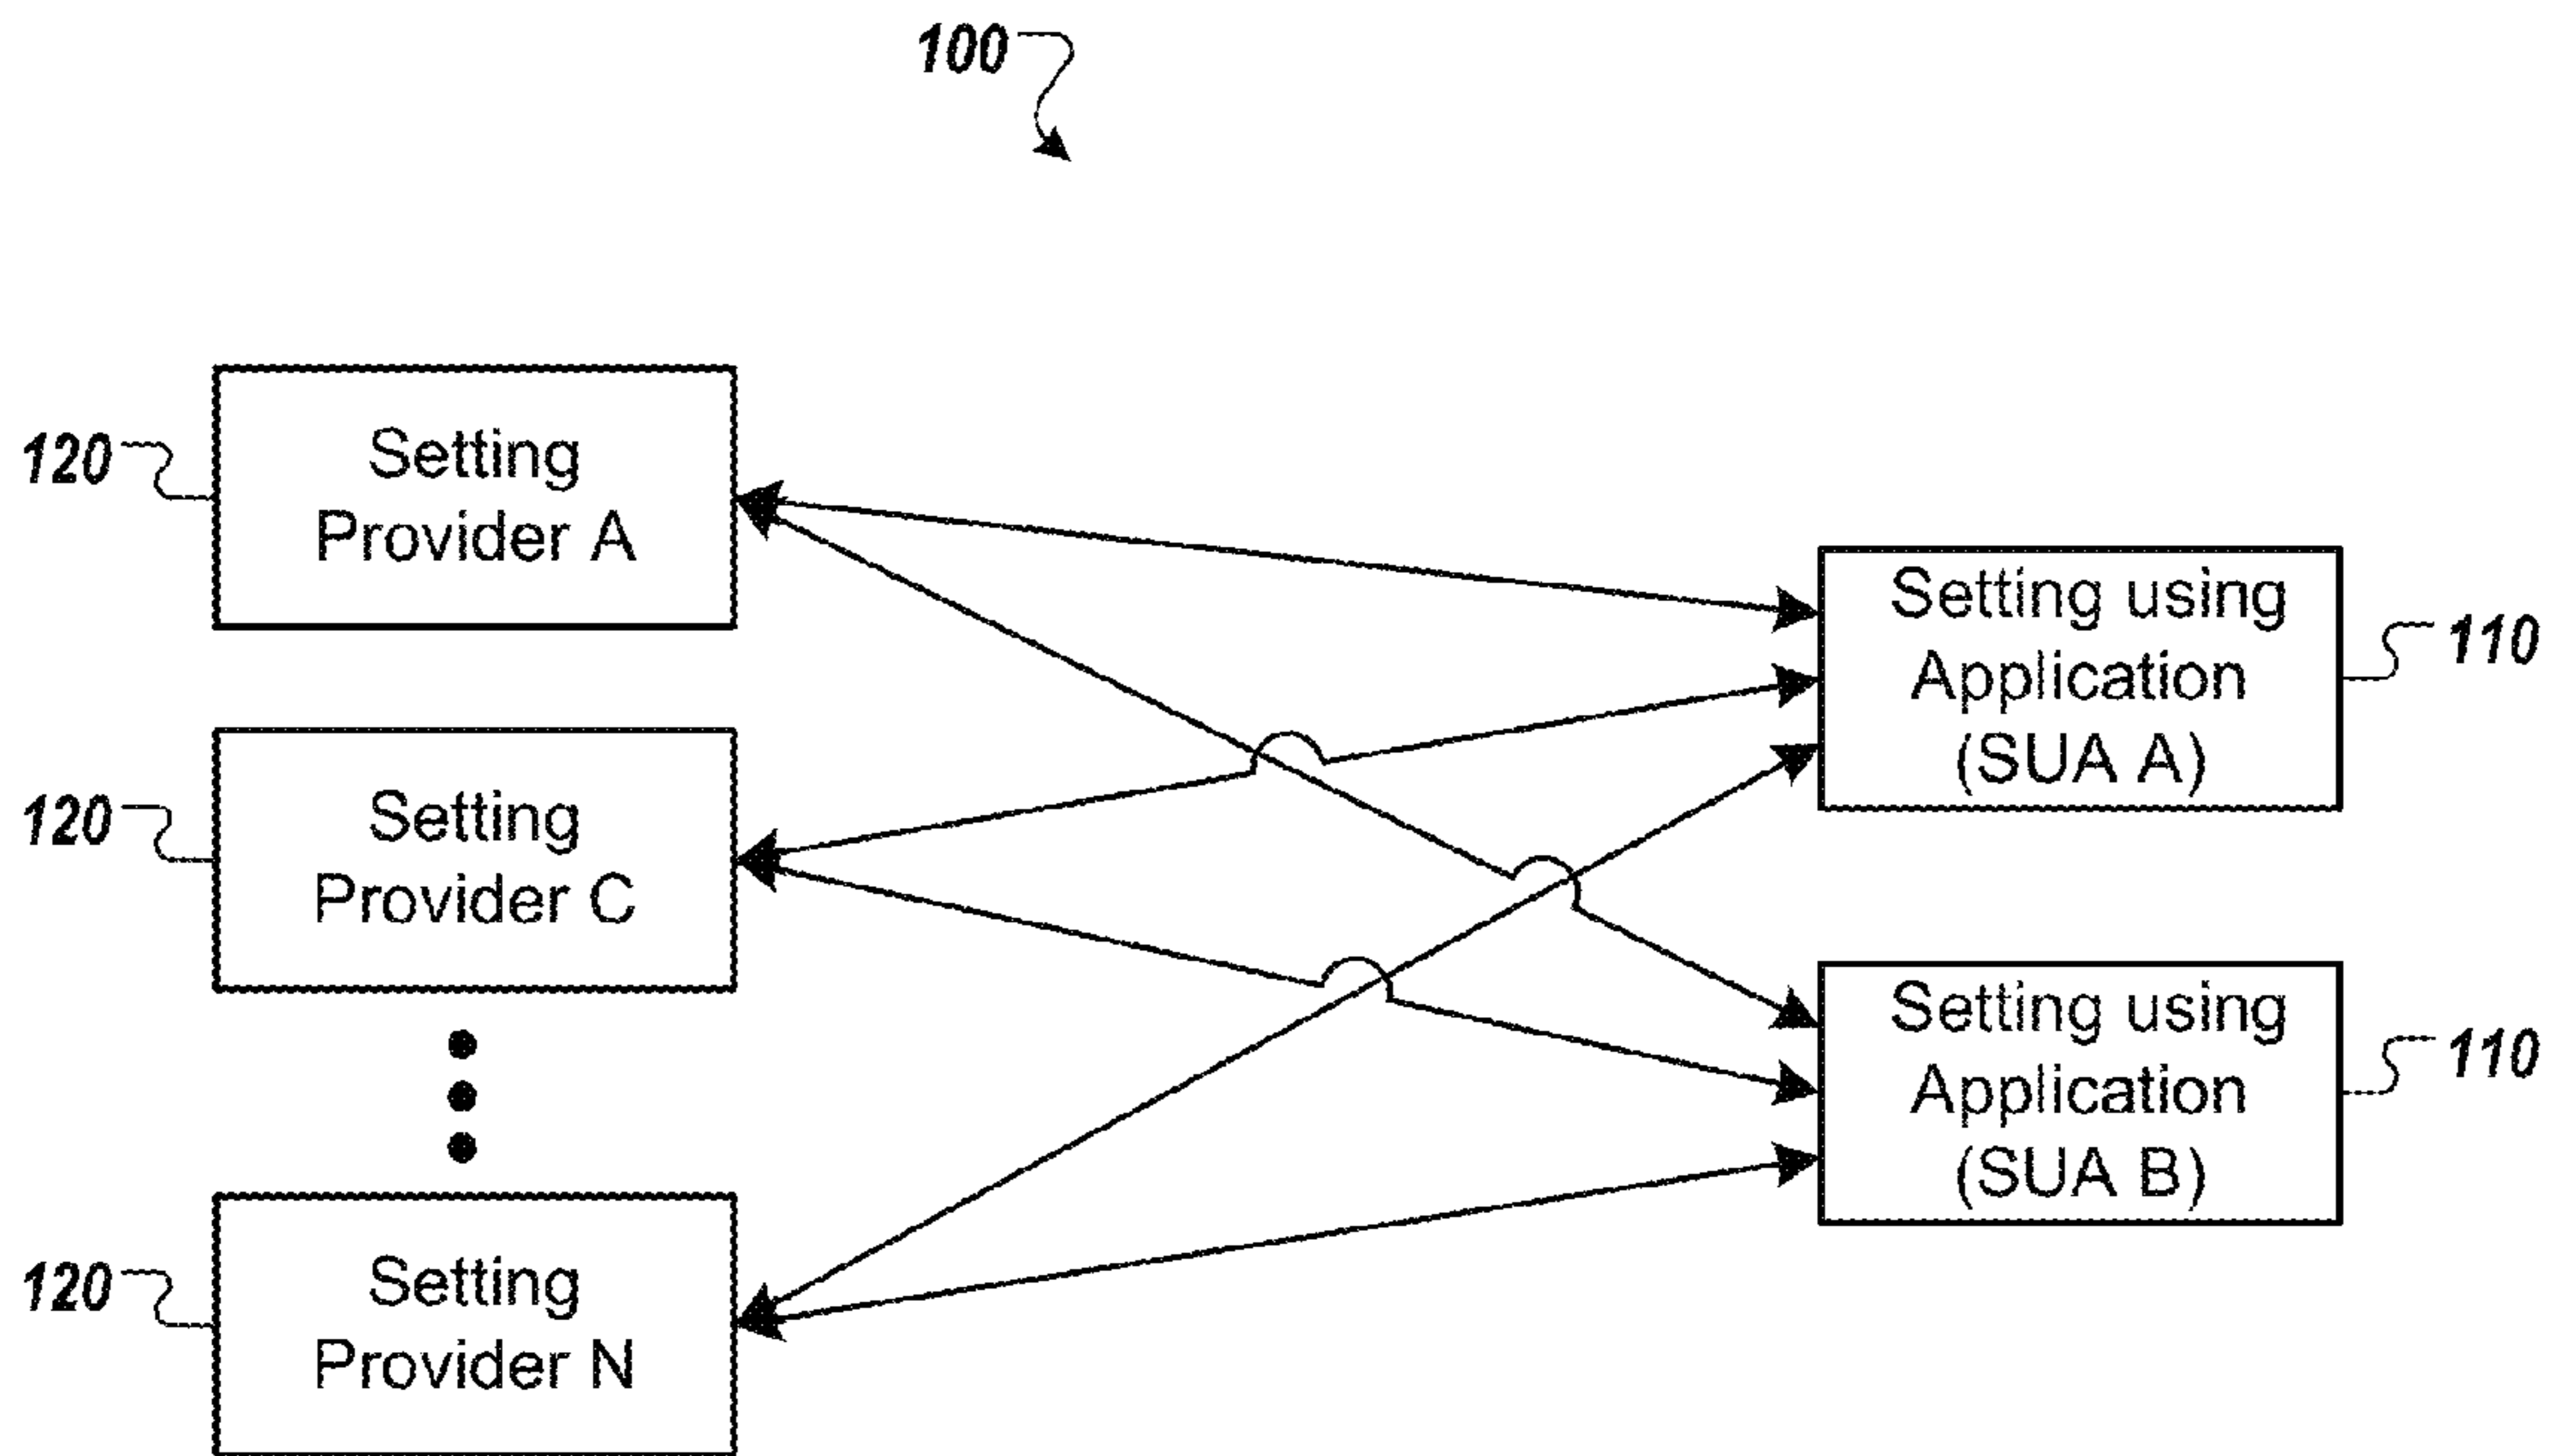 100
120
Setting
Provider A
Setting using
Application
(SUA A)
110
120
Setting
Provider C
Setting using
Application
(SUA B)
110
120
Setting
Provider N